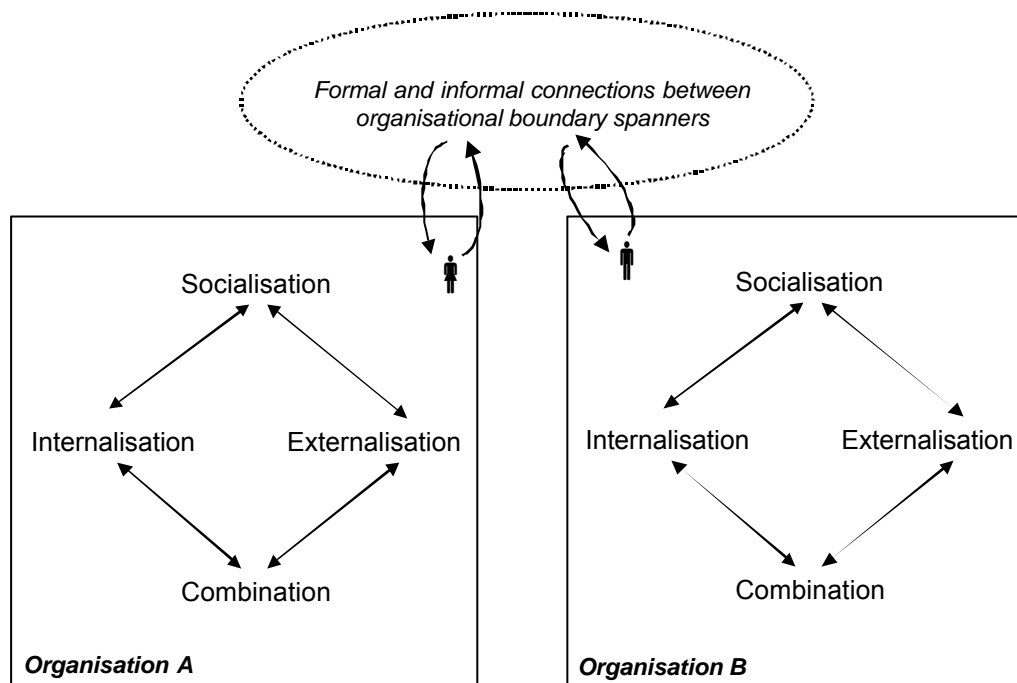 Formal and informal connections between
organisational boundary spanners
Socialisation
Internalisation
Externalisation
Combination
Organisation A
Socialisation
Internalisation
Externalisation
Combination
Organisation B